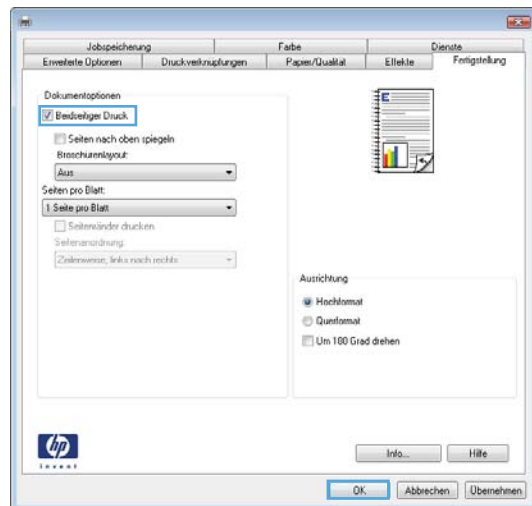 Jobspeicherung Farbe Dienste
Erweiterte Optionen Druckverknüpfungen Papier/Qualität Effekte Fertigstellung
Dokumentoptionen
Beidseitiger Druck
Seiten nach oben spiegeln
Broschürenlayout:
Aus
Seiten pro Blatt:
1 Seite pro Blatt
Seitenränder drucken
Seitenanordnung:
Zeilenweise, links nach rechts
E
Ausrichtung
Hochformat
Querformat
Um 180 Grad drehen
hp
invent
Info... Hilfe
OK Abbrechen Übernehmen